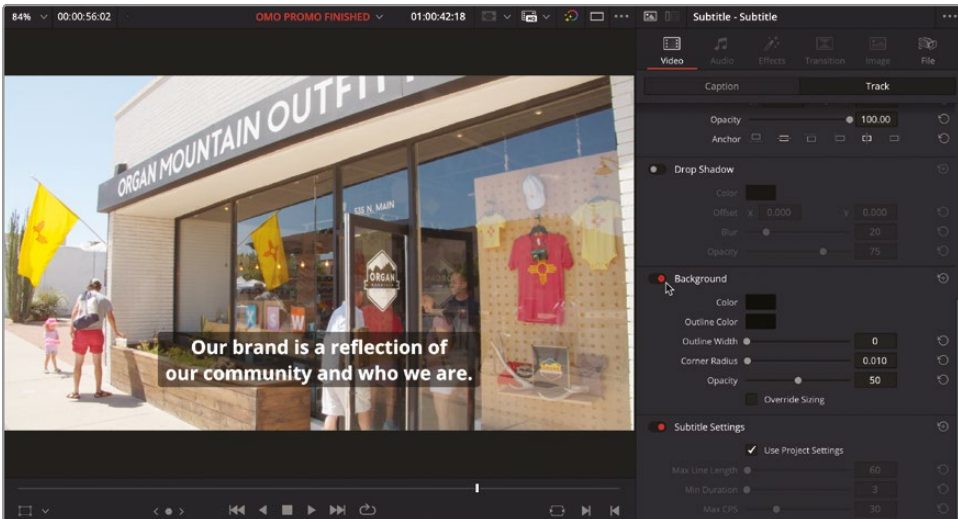 84%
00:00:56:02
OMO PROMO FINISHED
01:00:42:18
Subtitle - Subtitle
Video
Audio
Effects
Transition
Image
File
Caption
Track
Opacity 100.00
Anchor
Drop Shadow
Color
Offset X 0.000 Y 0.000
Blur 20
Opacity 75
Background
Color
Outline Color
Outline Width 0
Corner Radius 0.010
Opacity 50
Override Sizing
Subtitle Settings
Use Project Settings
Max Line Length 60
Min Duration 3
Max CPS 30
ORGAN MOUNTAIN OUTFIT
535 N. MAIN
ORGAN
X S W
Our brand is a reflection of
our community and who we are.